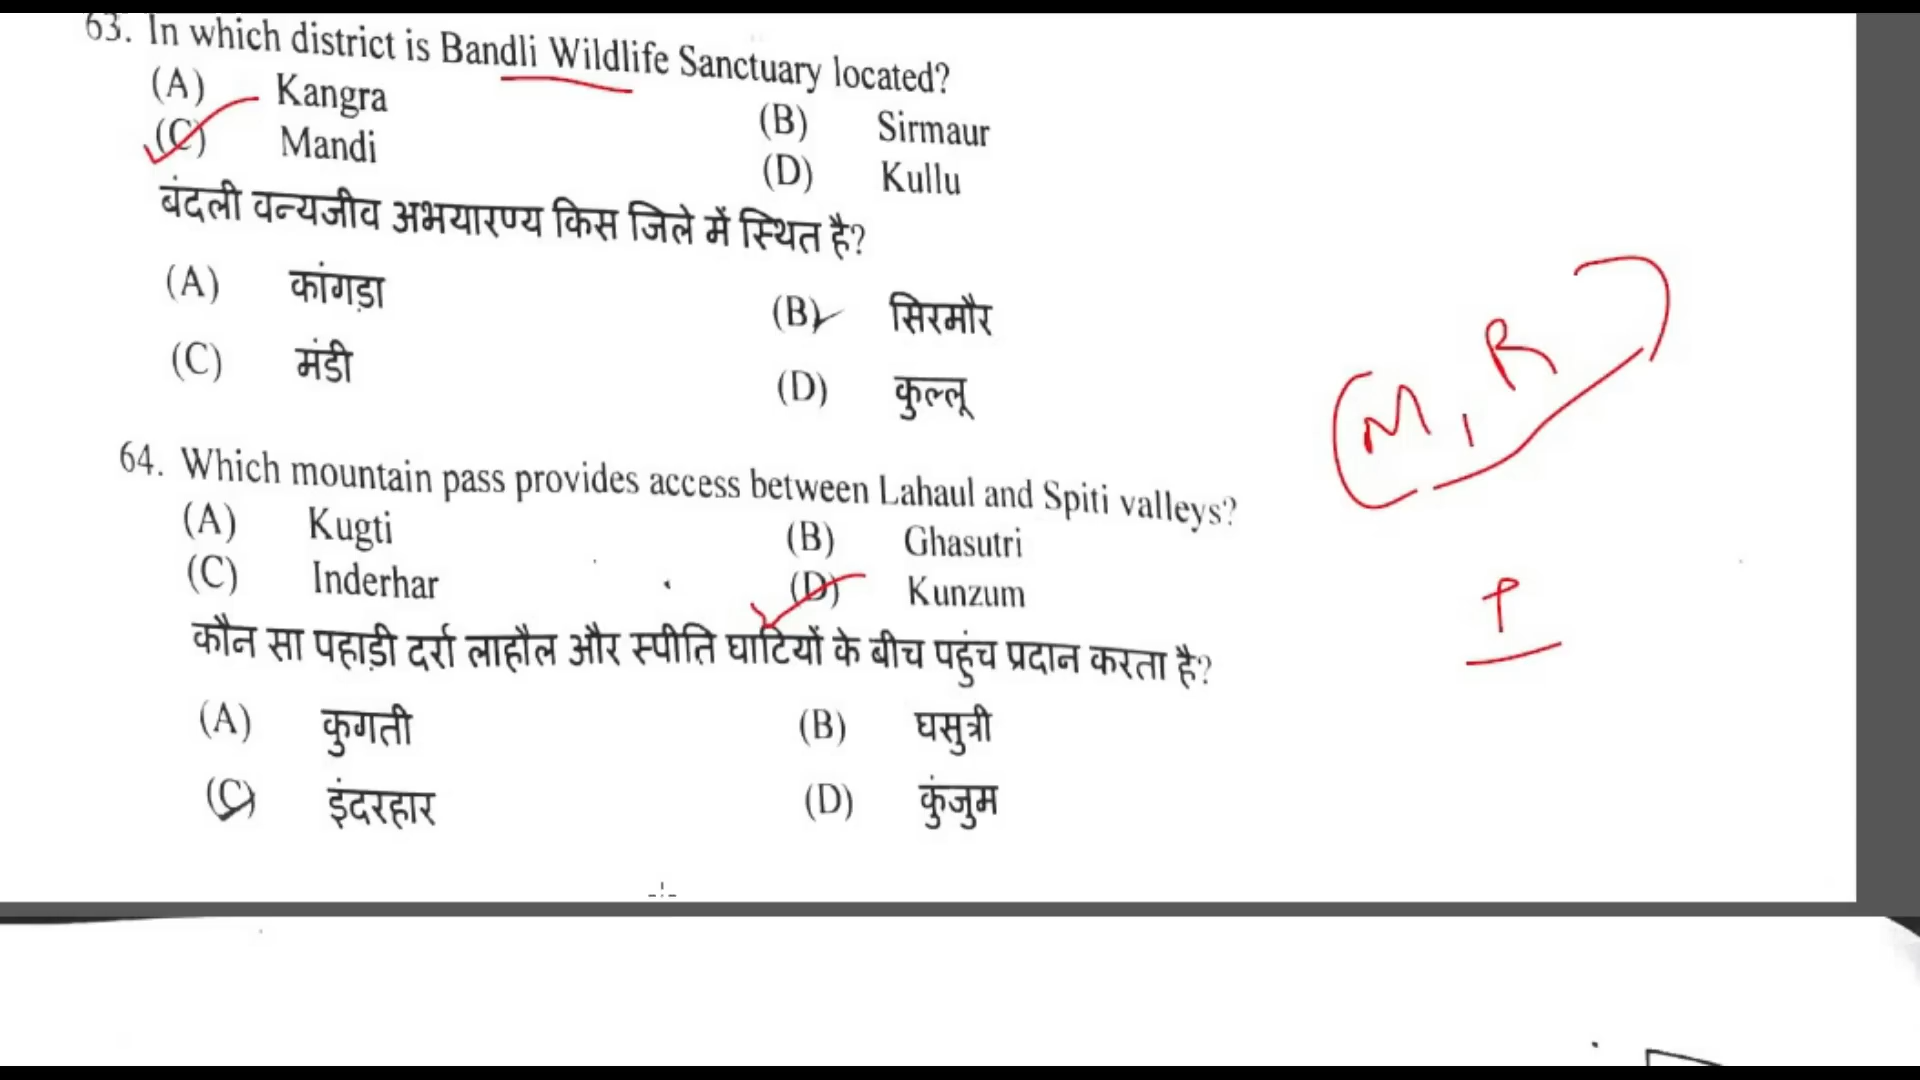 63. In which district is Bandli Wildlife Sanctuary located?
(A) Kangra
(B) Sirmaur
(C) Mandi
(D) Kullu
बंदली वन्यजीव अभयारण्य किस जिले में स्थित है?
(A) कांगड़ा
(B) सिरमौर
(C) मंडी
(D) कुल्लू
M, R
64. Which mountain pass provides access between Lahaul and Spiti valleys?
(A) Kugti
(B) Ghasutri
(C) Inderhar
(D) Kunzum
P
कौन सा पहाड़ी दर्रा लाहौल और स्पीति घाटियों के बीच पहुंच प्रदान करता है?
(A) कुगती
(B) घसुत्री
(C) इंदरहार
(D) कुंजुम